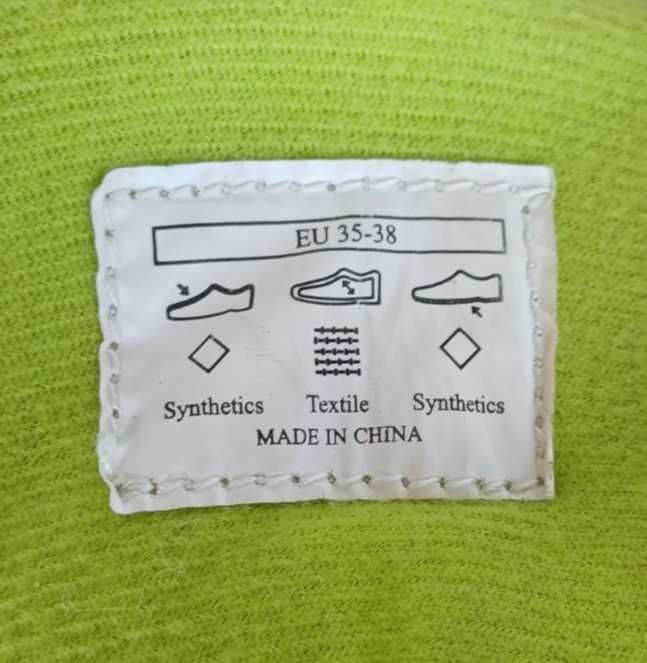 EU 35-38
Synthetics Textile Synthetics
MADE IN CHINA